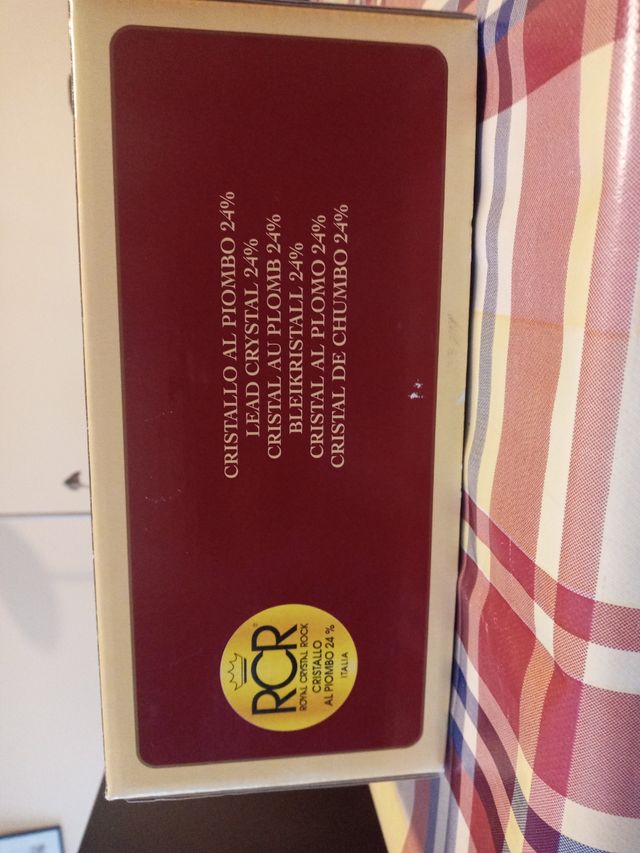 CRISTALLO AL PIOMBO 24%
LEAD CRYSTAL 24%
CRISTAL AU PLOMB 24%
BLEIKRISTALL 24%
CRISTAL AL PLOMO 24%
CRISTAL DE CHUMBO 24%
RCR®
ROYAL CRYSTAL ROCK
CRISTALLO
AL PIOMBO 24%
ITALIA